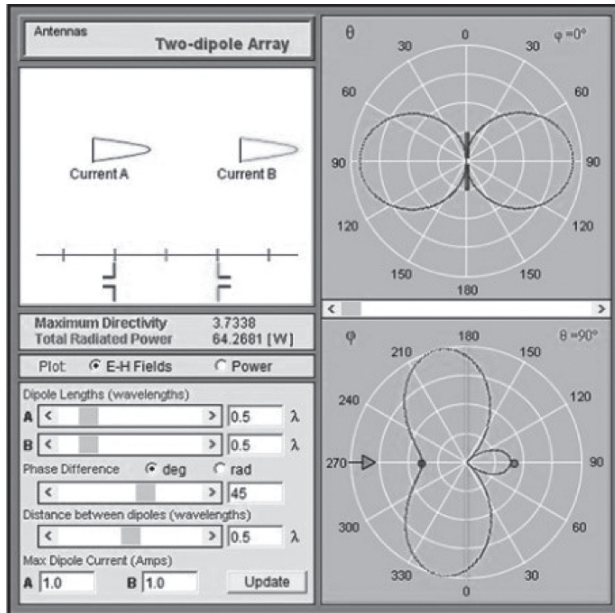 Antennas
Two-dipole Array
Current A
Current B
Maximum Directivity 3.7338
Total Radiated Power 64.2681 [W]
Plot: E-H Fields Power
Dipole Lengths (wavelengths)
A < > 0.5 λ
B < > 0.5 λ
Phase Difference deg rad
< > 45
Distance between dipoles (wavelengths)
< > 0.5 λ
Max Dipole Current (Amps)
A 1.0 B 1.0 Update
θ 0 φ =0°
30 30
60 60
90 90
120 120
150 150
180
< >
φ 180 θ =90°
210 150
240 120
270 90
300 60
330 30
0